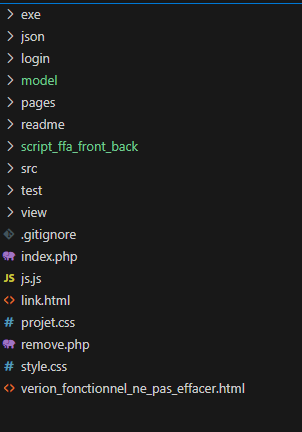 exe
json
login
model
pages
readme
script_ffa_front_back
src
test
view
.gitignore
index.php
JS js.js
<> link.html
# projet.css
remove.php
# style.css
<> verion_fonctionnel_ne_pas_effacer.html